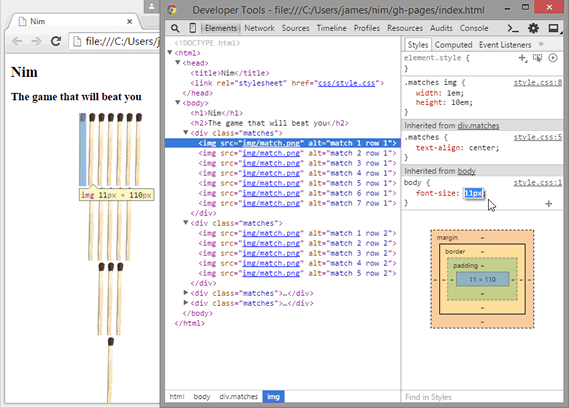 Nim
file:///C:/Users/j
Nim
The game that will beat you
img 11px × 110px
Developer Tools - file:///C:/Users/james/nim/gh-pages/index.html
Elements Network Sources Timeline Profiles Resources Audits Console
<!DOCTYPE html>
<html>
<head>
<title>Nim</title>
<link rel="stylesheet" href="css/style.css">
</head>
<body>
<h1>Nim</h1>
<h2>The game that will beat you</h2>
<div class="matches">
<img src="img/match.png" alt="match 1 row 1">
<img src="img/match.png" alt="match 2 row 1">
<img src="img/match.png" alt="match 3 row 1">
<img src="img/match.png" alt="match 4 row 1">
<img src="img/match.png" alt="match 5 row 1">
<img src="img/match.png" alt="match 6 row 1">
<img src="img/match.png" alt="match 7 row 1">
</div>
<div class="matches">
<img src="img/match.png" alt="match 1 row 2">
<img src="img/match.png" alt="match 2 row 2">
<img src="img/match.png" alt="match 3 row 2">
<img src="img/match.png" alt="match 4 row 2">
<img src="img/match.png" alt="match 5 row 2">
</div>
<div class="matches">…</div>
<div class="matches">…</div>
</body>
</html>
html body div.matches img
Styles Computed Event Listeners »
element.style {
}
.matches img { style.css:8
width: 1em;
height: 10em;
}
Inherited from div.matches
.matches { style.css:5
text-align: center;
}
Inherited from body
body { style.css:1
font-size: 11px;
}
margin -
border -
padding -
11 × 110
-
-
-
Find in Styles